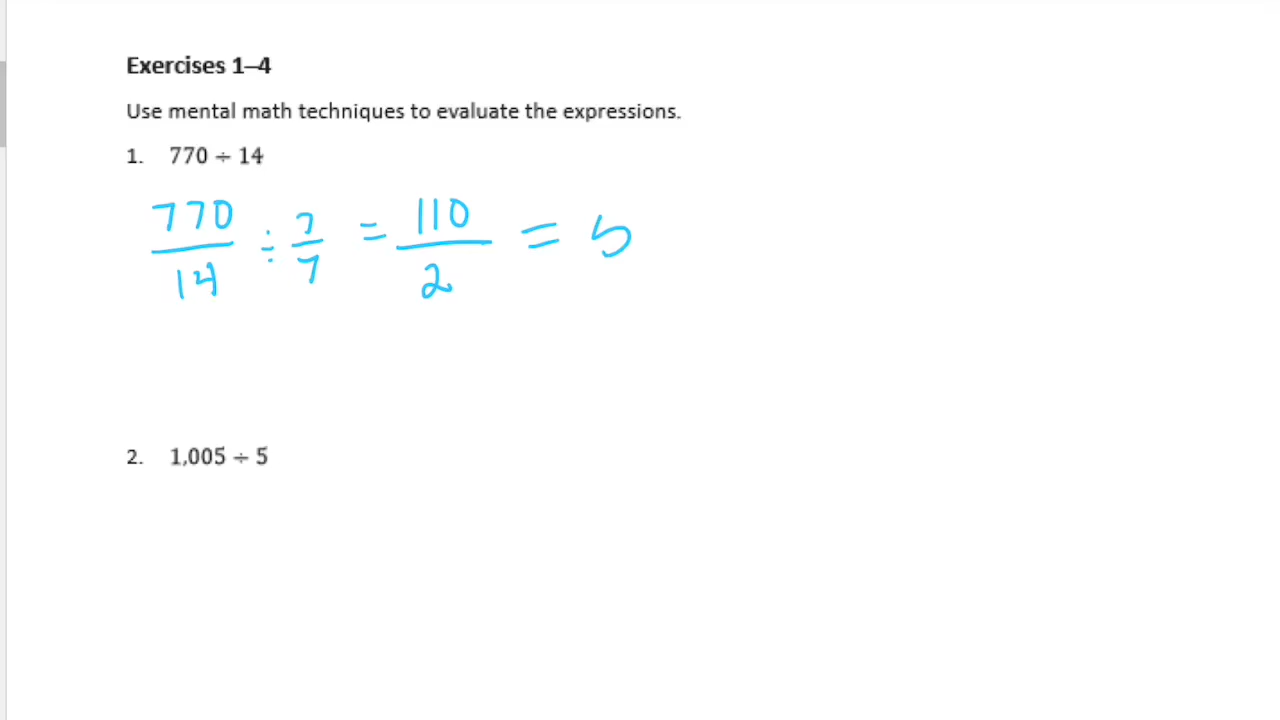 Exercises 1–4
Use mental math techniques to evaluate the expressions.
1. 770 ÷ 14
770/14 ÷ 7/7 = 110/2 = 5
2. 1,005 ÷ 5